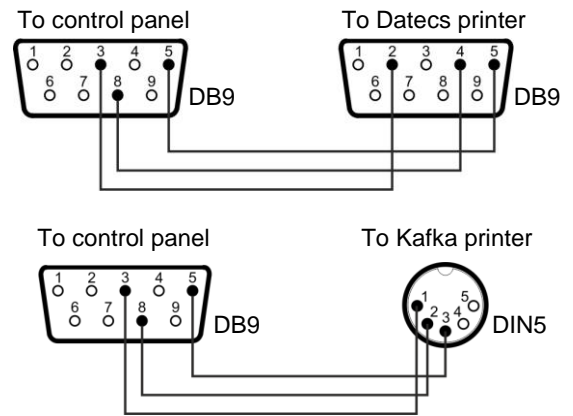 To control panel To Datecs printer
1 2 3 4 5 1 2 3 4 5
6 7 8 9 DB9 6 7 8 9 DB9
To control panel To Kafka printer
1 2 3 4 5 1 5
6 7 8 9 DB9 2 3 4 DIN5